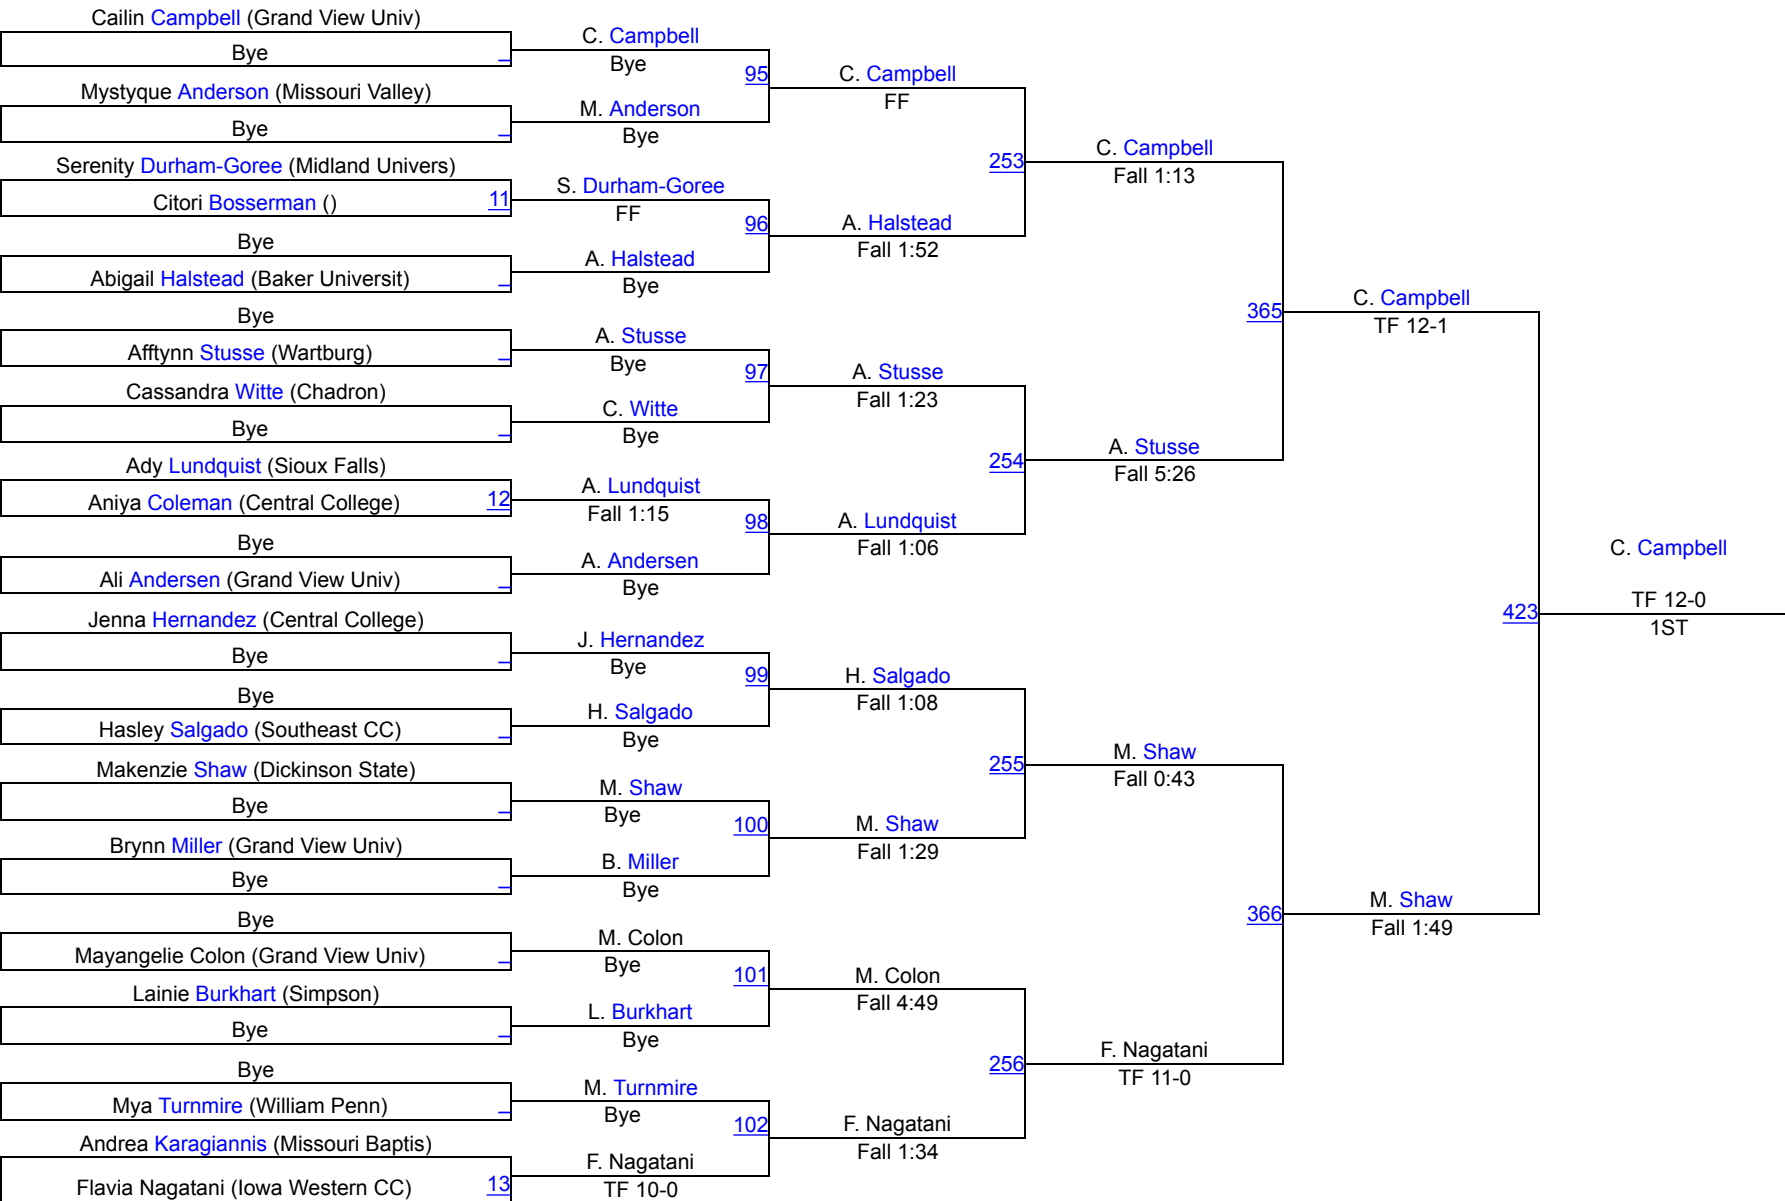 Cailin Campbell (Grand View Univ)
Bye
Mystyque Anderson (Missouri Valley)
Bye
Serenity Durham-Goree (Midland Univers)
Citori Bosserman ()
11
Bye
Abigail Halstead (Baker Universit)
Bye
Afftynn Stusse (Wartburg)
Cassandra Witte (Chadron)
Bye
Ady Lundquist (Sioux Falls)
Aniya Coleman (Central College)
12
Bye
Ali Andersen (Grand View Univ)
Jenna Hernandez (Central College)
Bye
Bye
Hasley Salgado (Southeast CC)
Makenzie Shaw (Dickinson State)
Bye
Brynn Miller (Grand View Univ)
Bye
Bye
Mayangelie Colon (Grand View Univ)
Lainie Burkhart (Simpson)
Bye
Bye
Mya Turnmire (William Penn)
Andrea Karagiannis (Missouri Baptis)
Flavia Nagatani (Iowa Western CC)
13
C. Campbell
Bye
95
M. Anderson
Bye
S. Durham-Goree
FF
96
A. Halstead
Bye
A. Stusse
Bye
97
C. Witte
Bye
A. Lundquist
Fall 1:15
98
A. Andersen
Bye
J. Hernandez
Bye
99
H. Salgado
Bye
M. Shaw
Bye
100
B. Miller
Bye
M. Colon
Bye
101
L. Burkhart
Bye
M. Turnmire
Bye
102
F. Nagatani
TF 10-0
C. Campbell
FF
253
A. Halstead
Fall 1:52
A. Stusse
Fall 1:23
254
A. Lundquist
Fall 1:06
H. Salgado
Fall 1:08
255
M. Shaw
Fall 1:29
M. Colon
Fall 4:49
256
F. Nagatani
Fall 1:34
C. Campbell
Fall 1:13
365
A. Stusse
Fall 5:26
M. Shaw
Fall 0:43
366
F. Nagatani
TF 11-0
C. Campbell
TF 12-1
423
M. Shaw
Fall 1:49
C. Campbell
TF 12-0
1ST